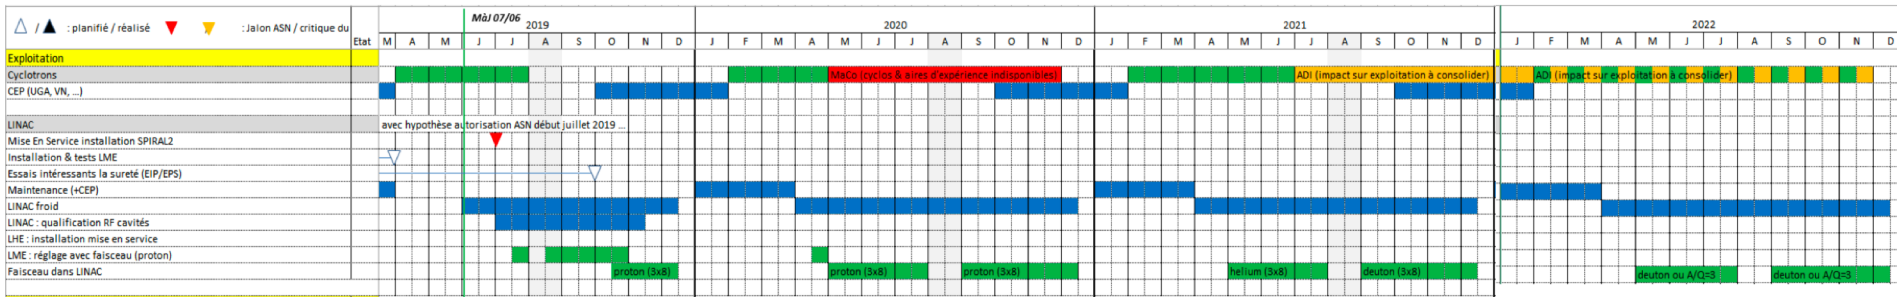 MàJ 07/06
△ / ▲ : planifié / réalisé : Jalon ASN / critique du
2019 2020 2021 2022
Etat M A M J J A S O N D J F M A M J J A S O N D J F M A M J J A S O N D J F M A M J J A S O N D
Exploitation
Cyclotrons MaCo (cyclos & aires d'expérience indisponibles) ADI (impact sur exploitation à consolider) ADI (impact sur exploitation à consolider)
CEP (UGA, VN, ...)
LINAC avec hypothèse autorisation ASN début juillet 2019 ...
Mise En Service installation SPIRAL2
Installation & tests LME
Essais intéressants la sureté (EIP/EPS)
Maintenance (+CEP)
LINAC froid
LINAC : qualification RF cavités
LHE : installation mise en service
LME : réglage avec faisceau (proton)
Faisceau dans LINAC proton (3x8) proton (3x8) proton (3x8) helium (3x8) deuton (3x8) deuton ou A/Q=3 deuton ou A/Q=3